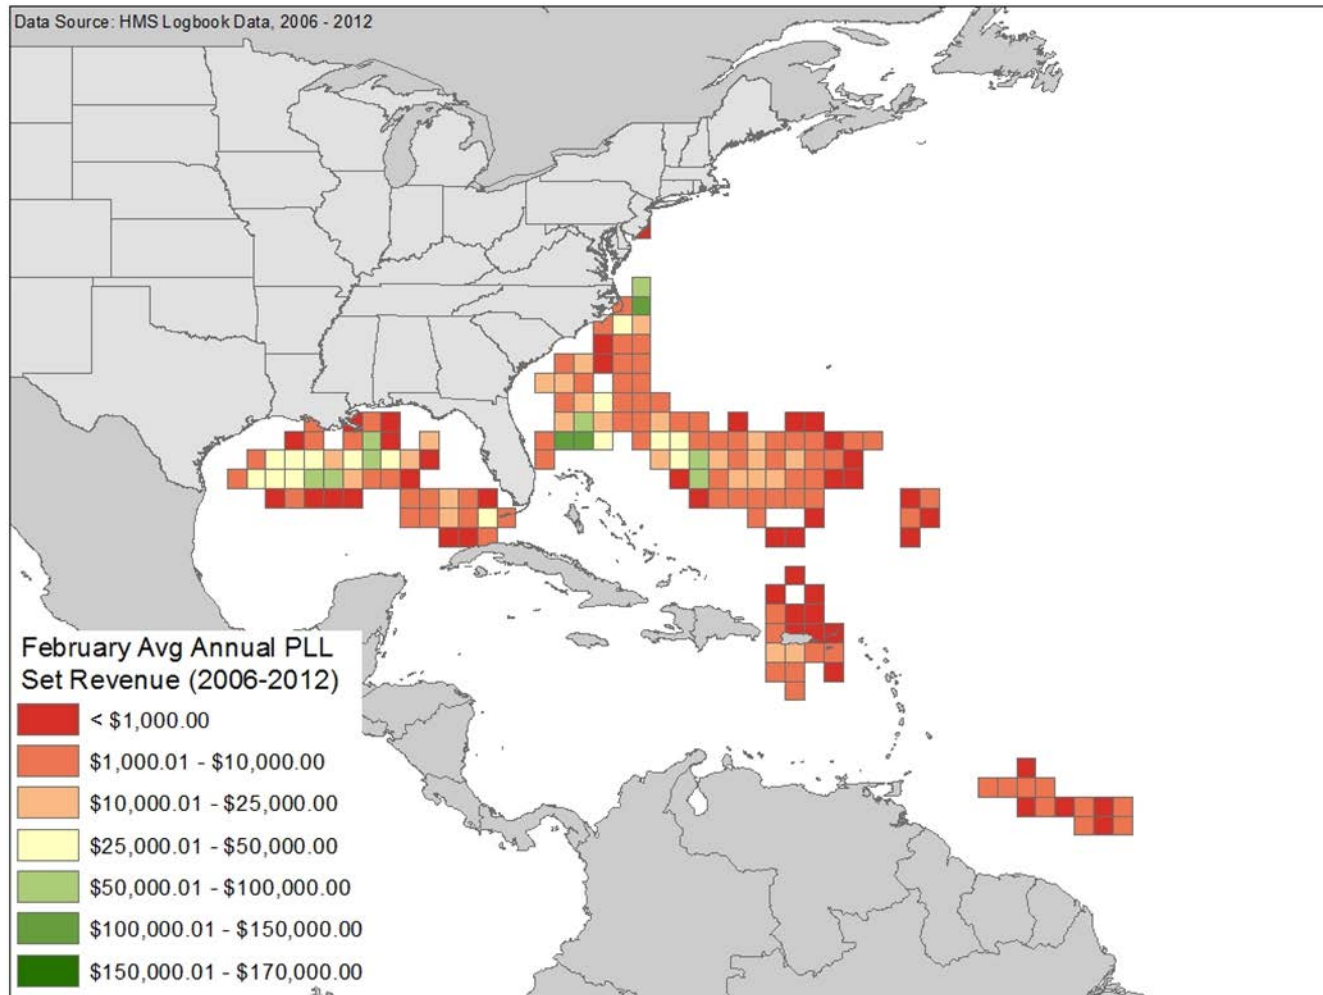 Data Source: HMS Logbook Data, 2006 - 2012
February Avg Annual PLL
Set Revenue (2006-2012)
< $1,000.00
$1,000.01 - $10,000.00
$10,000.01 - $25,000.00
$25,000.01 - $50,000.00
$50,000.01 - $100,000.00
$100,000.01 - $150,000.00
$150,000.01 - $170,000.00